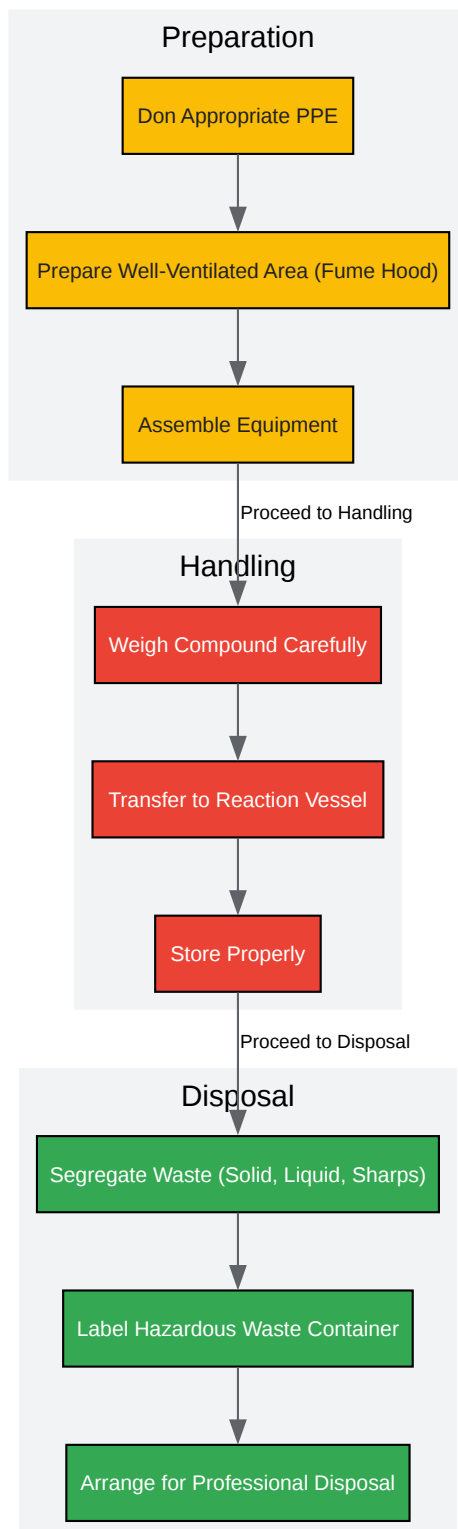 Preparation
Don Appropriate PPE
Prepare Well-Ventilated Area (Fume Hood)
Assemble Equipment
Proceed to Handling
Handling
Weigh Compound Carefully
Transfer to Reaction Vessel
Store Properly
Proceed to Disposal
Disposal
Segregate Waste (Solid, Liquid, Sharps)
Label Hazardous Waste Container
Arrange for Professional Disposal